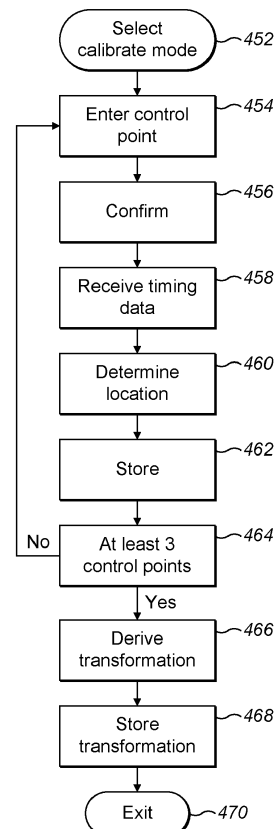 Select
calibrate mode
452
Enter control
point
454
Confirm
456
Receive timing
data
458
Determine
location
460
Store
462
At least 3
control points
464
No
Yes
Derive
transformation
466
Store
transformation
468
Exit
470